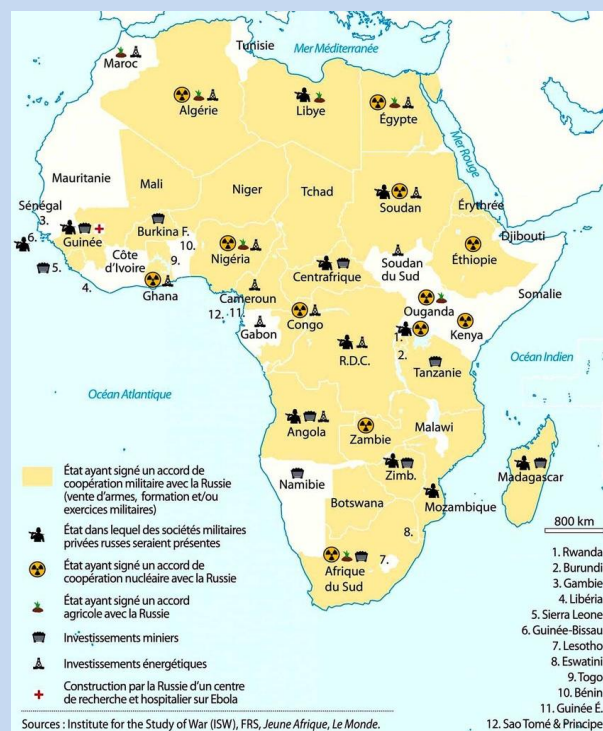 Tunisie
Mer Méditerranée
Maroc
Algérie
Libye
Égypte
Mer Rouge
Mauritanie
Mali
Niger
Tchad
Soudan
Érythrée
Sénégal
3.
6.
Guinée
Burkina F.
10.
Djibouti
5.
Côte
d'Ivoire
9.
Nigéria
Centrafrique
Soudan
du Sud
Éthiopie
4.
Ghana
Cameroun
12.
11.
Gabon
Congo
Ouganda
Somalie
Kenya
1.
2.
R.D.C.
Tanzanie
Océan Indien
Océan Atlantique
Angola
Zambie
Malawi
Namibie
Zimb.
Mozambique
Madagascar
Botswana
8.
7.
Afrique
du Sud
800 km
État ayant signé un accord de
coopération militaire avec la Russie
(vente d'armes, formation et/ou
exercices militaires)
État dans lequel des sociétés militaires
privées russes seraient présentes
État ayant signé un accord de
coopération nucléaire avec la Russie
État ayant signé un accord
agricole avec la Russie
Investissements miniers
Investissements énergétiques
Construction par la Russie d'un centre
de recherche et hospitalier sur Ebola
1. Rwanda
2. Burundi
3. Gambie
4. Libéria
5. Sierra Leone
6. Guinée-Bissau
7. Lesotho
8. Eswatini
9. Togo
10. Bénin
11. Guinée É.
12. Sao Tomé & Principe
Sources : Institute for the Study of War (ISW), FRS, Jeune Afrique, Le Monde.